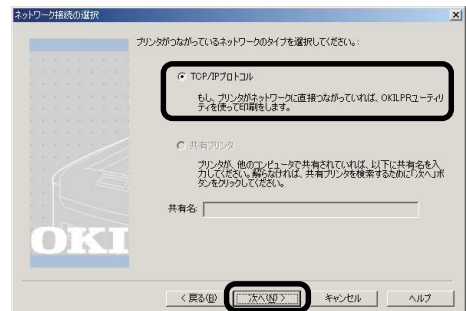 ネットワーク接続の選択
プリンタがつながっているネットワークのタイプを選択してください。:
TCP/IPプロトコル
もし、プリンタがネットワークに直接つながっていれば、OKILPRユーティリ
ティを使って印刷をします。
共有プリンタ
プリンタが、他のコンピュータで共有されていれば、以下に共有名を入
力してください。解らなければ、共有プリンタを検索するために「次へ」ボ
タンをクリックしてください。
共有名:
OKI
< 戻る(B)
次へ(N) >
キャンセル
ヘルプ